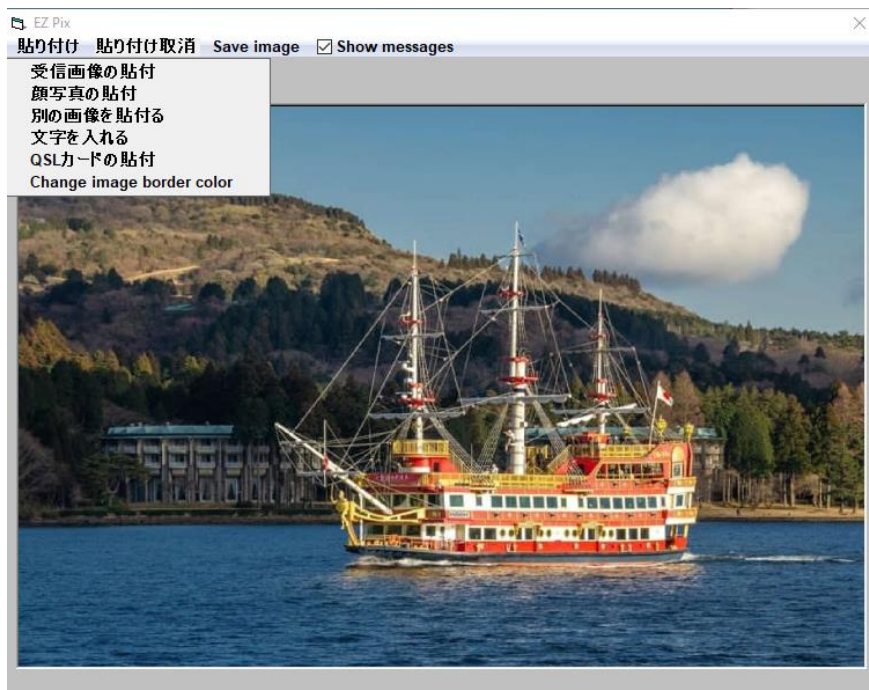 EZ Pix
貼り付け 貼り付け取消 Save image Show messages
受信画像の貼付
顔写真の貼付
別の画像を貼付る
文字を入れる
QSLカードの貼付
Change image border color